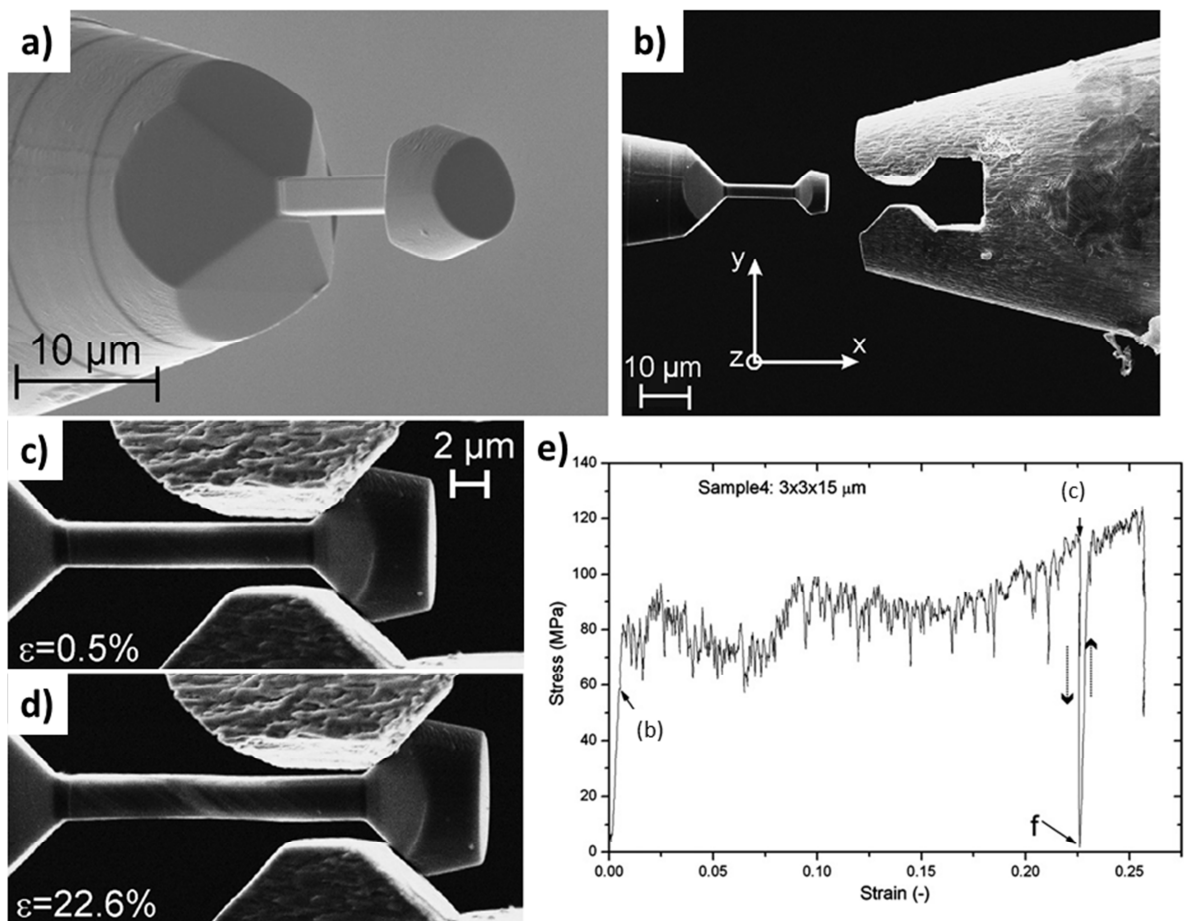 a)
10 µm
b)
y
z
x
10 µm
c)
2 µm
ε=0.5%
d)
ε=22.6%
e)
Sample4: 3x3x15 µm
(c)
(b)
f
Stress (MPa)
140
120
100
80
60
40
20
0
0.00
0.05
0.10
0.15
0.20
0.25
Strain (-)